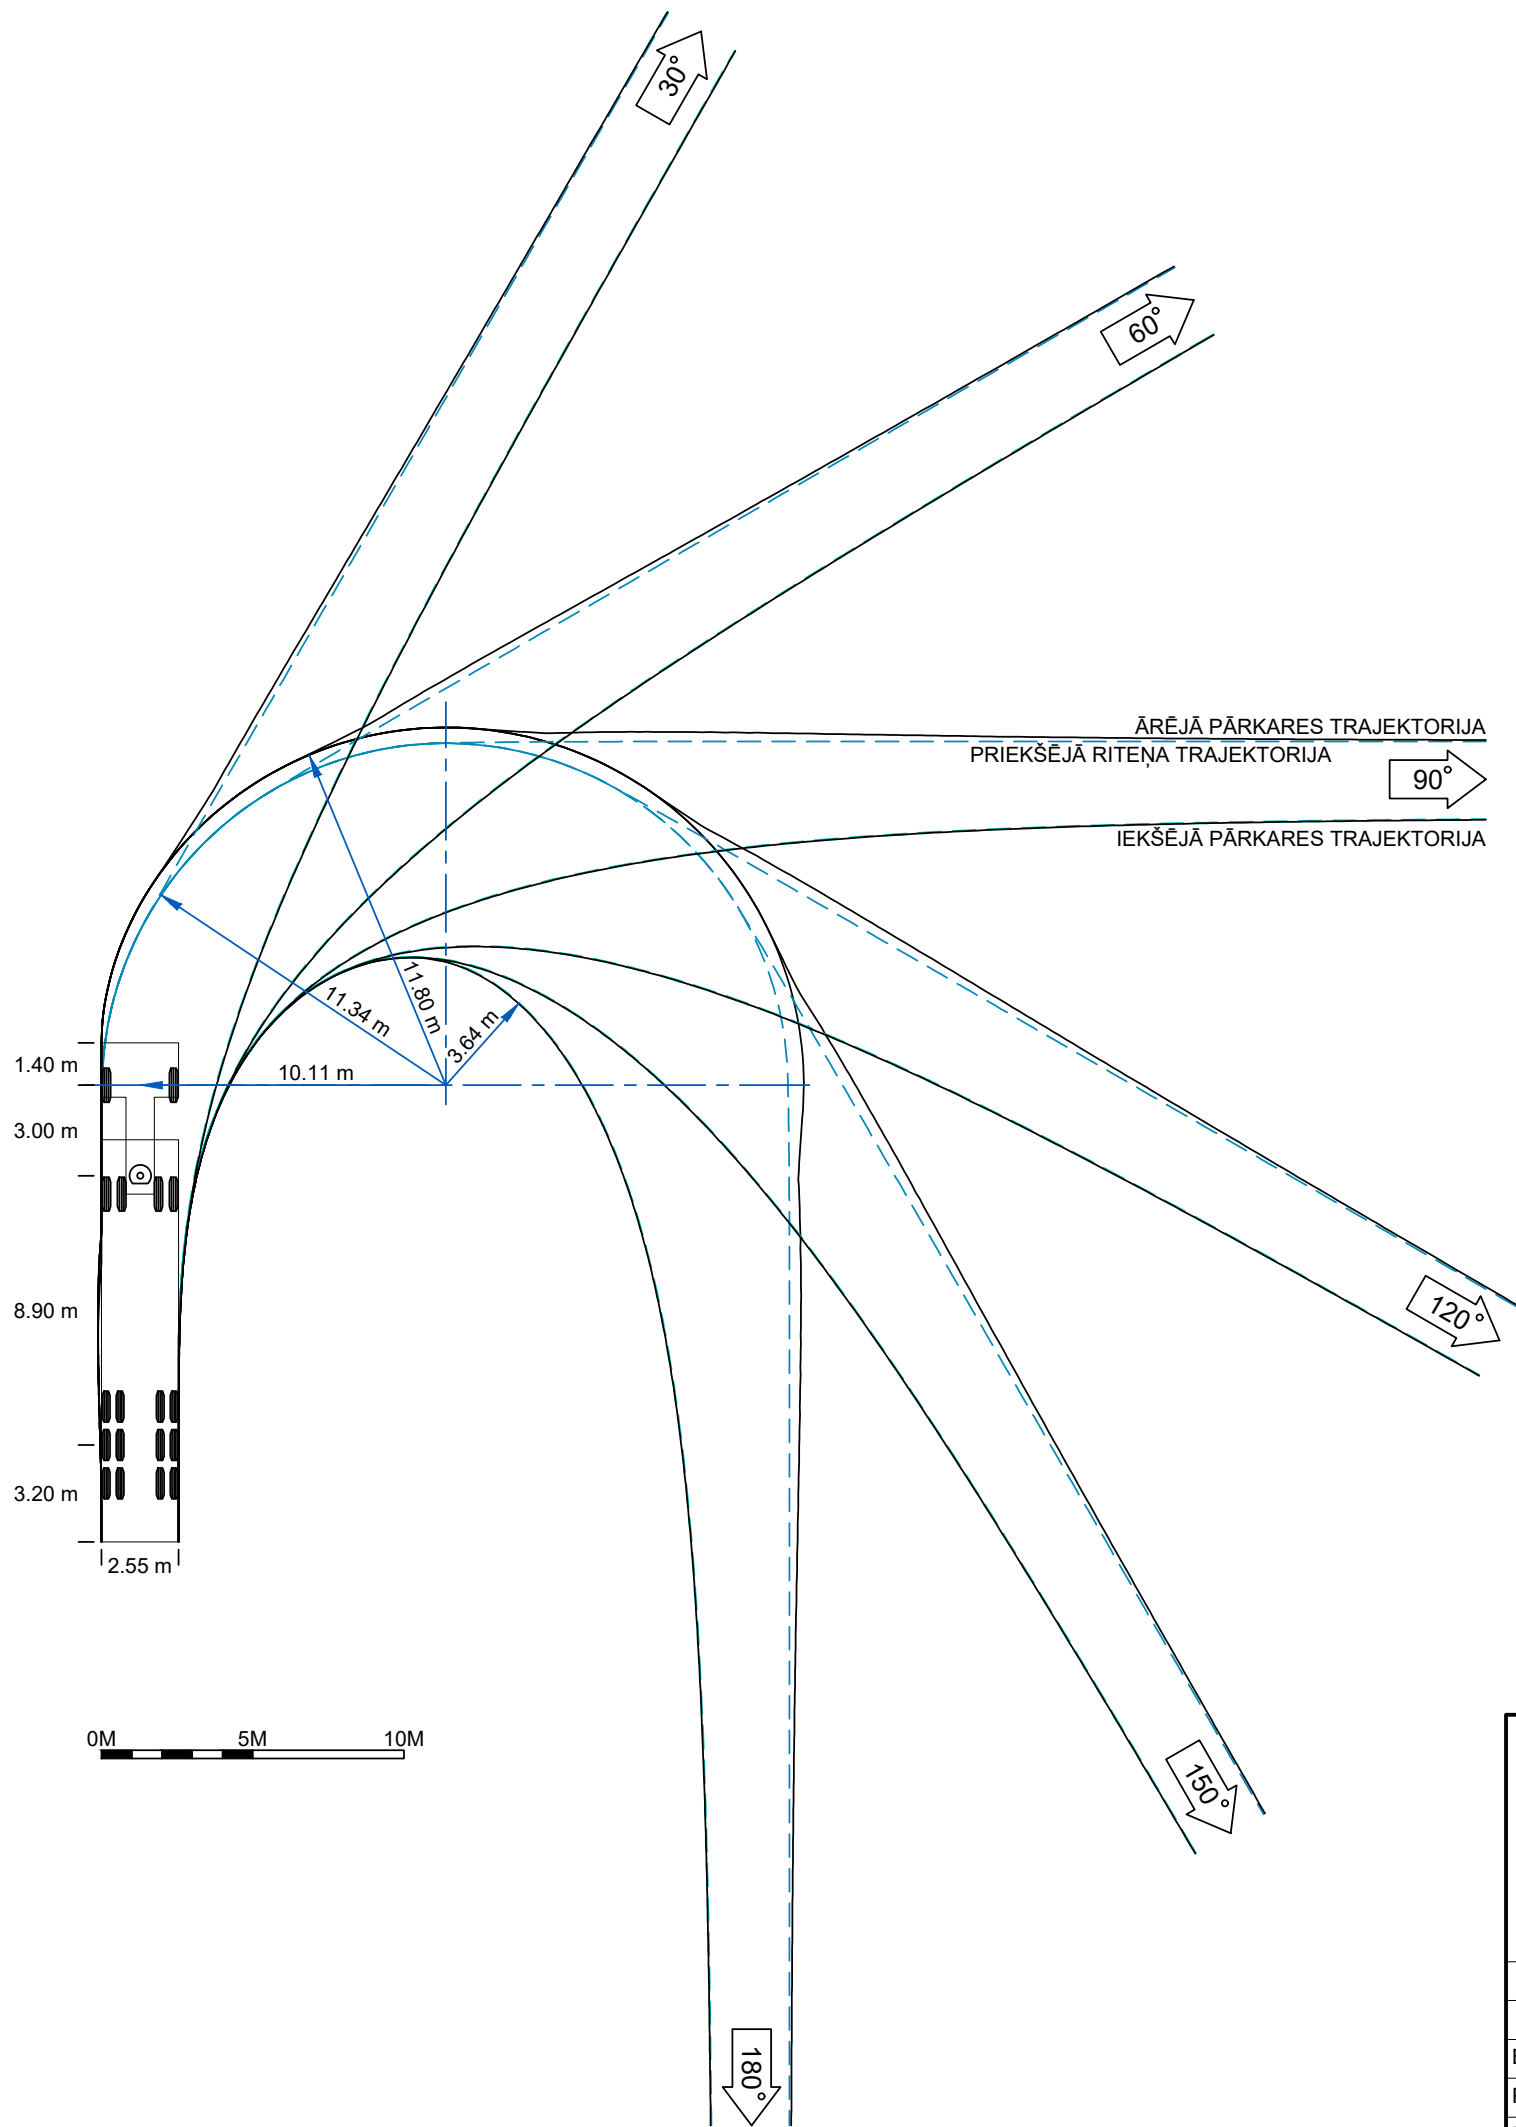 30°
60°
ĀRĒJĀ PĀRKARES TRAJEKTORIJA
PRIEKŠĒJĀ RITEŅA TRAJEKTORIJA
90°
IEKŠĒJĀ PĀRKARES TRAJEKTORIJA
11.80 m
11.34 m
3.64 m
1.40 m
10.11 m
3.00 m
8.90 m
120°
3.20 m
2.55 m
0M 5M 10M
150°
180°